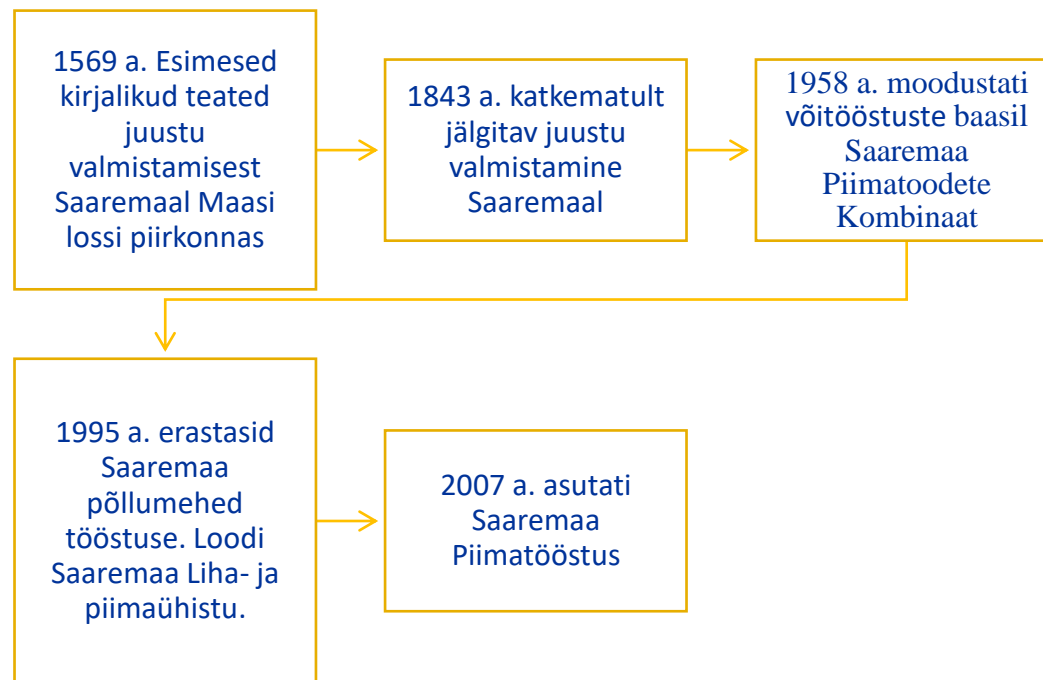 1569 a. Esimesed
kirjalikud teated
juustu
valmistamisest
Saaremaal Maasi
lossi piirkonnas
1843 a. katkematult
jälgitav juustu
valmistamine
Saaremaal
1958 a. moodustati
võitööstuste baasil
Saaremaa
Piimatoodete
Kombinaat
1995 a. erastasid
Saaremaa
põllumehed
tööstuse. Loodi
Saaremaa Liha- ja
piimaühistu.
2007 a. asutati
Saaremaa
Piimatööstus